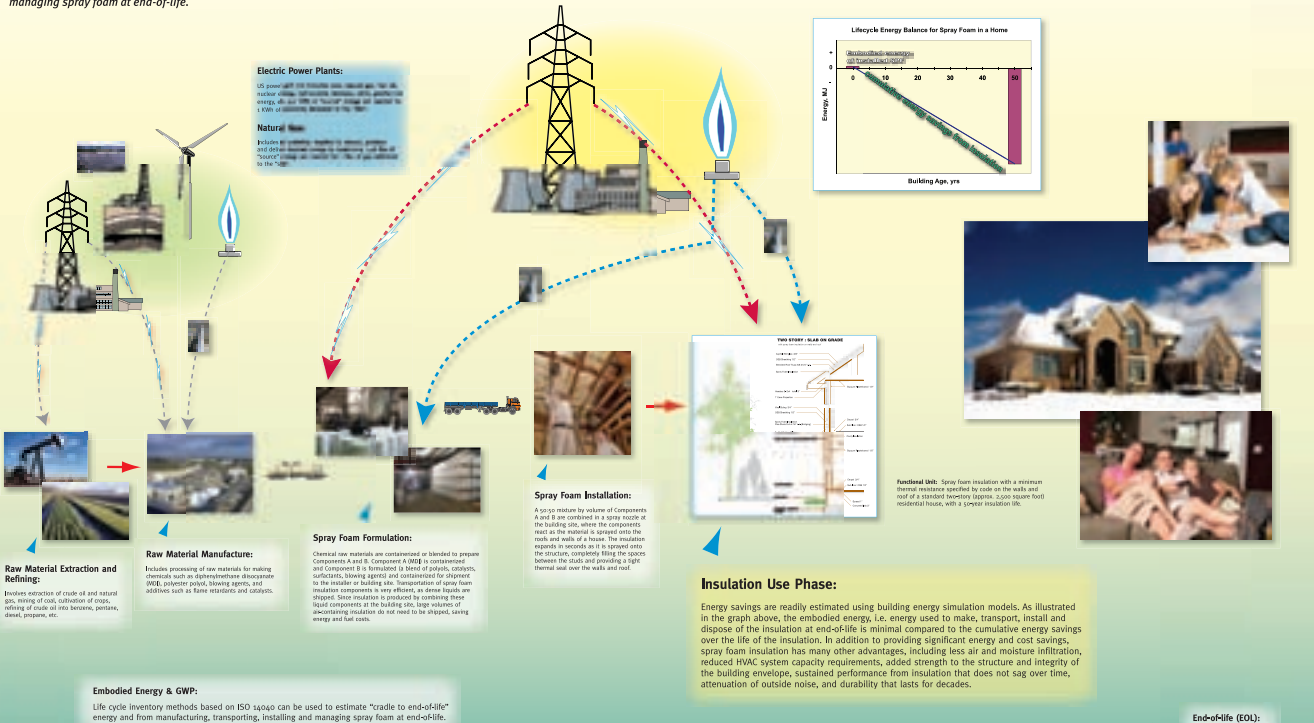 managing spray foam at end-of-life.
Electric Power Plants:
US power
nuclear
energy,
1 KWh of
Natural
Includes
and
"source"
to the
Lifecycle Energy Balance for Spray Foam in a Home
Embodied energy
of installed SPF
Energy, MJ
+
0
-
0 10 20 30 40 50
Cumulative energy savings from insulation
Building Age, yrs
TWO STORY : SLAB ON GRADE
Functional Unit: Spray foam insulation with a minimum
thermal resistance specified by code on the walls and
roof of a standard two-story (approx. 2,500 square foot)
residential house, with a 50-year insulation life.
Raw Material Extraction and
Refining:
Involves extraction of crude oil and natural
gas, mining of coal, cultivation of crops,
refining of crude oil into benzene, pentane,
diesel, propane, etc.
Raw Material Manufacture:
Includes processing of raw materials for making
chemicals such as diphenylmethane diisocyanate
(MDI), polyester polyol, blowing agents, and
additives such as flame retardants and catalysts.
Spray Foam Formulation:
Chemical raw materials are containerized or blended to prepare
Components A and B. Component A (MDI) is containerized
and Component B is formulated (a blend of polyols, catalysts,
surfactants, blowing agents) and containerized for shipment
to the installer or building site. Transportation of spray foam
insulation components is very efficient, as dense liquids are
shipped. Since insulation is produced by combining these
liquid components at the building site, large volumes of
air-containing insulation do not need to be shipped, saving
energy and fuel costs.
Spray Foam Installation:
A 50:50 mixture by volume of Components
A and B are combined in a spray nozzle at
the building site, where the components
react as the material is sprayed onto the
roofs and walls of a house. The insulation
expands in seconds as it is sprayed onto
the structure, completely filling the spaces
between the studs and providing a tight
thermal seal over the walls and roof.
Insulation Use Phase:
Energy savings are readily estimated using building energy simulation models. As illustrated
in the graph above, the embodied energy, i.e. energy used to make, transport, install and
dispose of the insulation at end-of-life is minimal compared to the cumulative energy savings
over the life of the insulation. In addition to providing significant energy and cost savings,
spray foam insulation has many other advantages, including less air and moisture infiltration,
reduced HVAC system capacity requirements, added strength to the structure and integrity of
the building envelope, sustained performance from insulation that does not sag over time,
attenuation of outside noise, and durability that lasts for decades.
Embodied Energy & GWP:
Life cycle inventory methods based on ISO 14040 can be used to estimate "cradle to end-of-life"
energy and from manufacturing, transporting, installing and managing spray foam at end-of-life.
End-of-life (EOL):